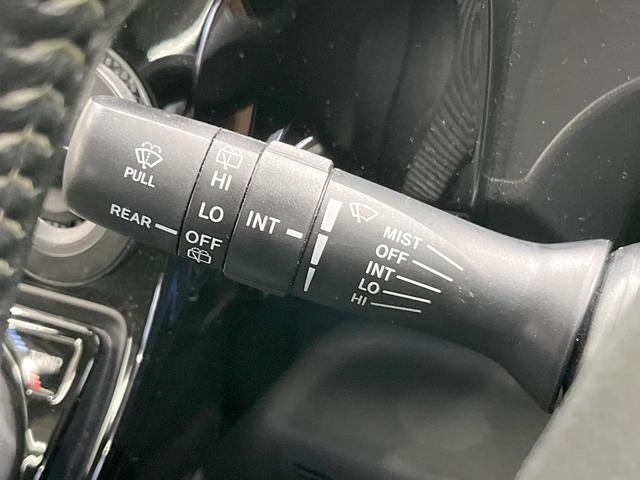 PULL
REAR
HI
LO
OFF
INT
MIST
OFF
INT
LO
HI